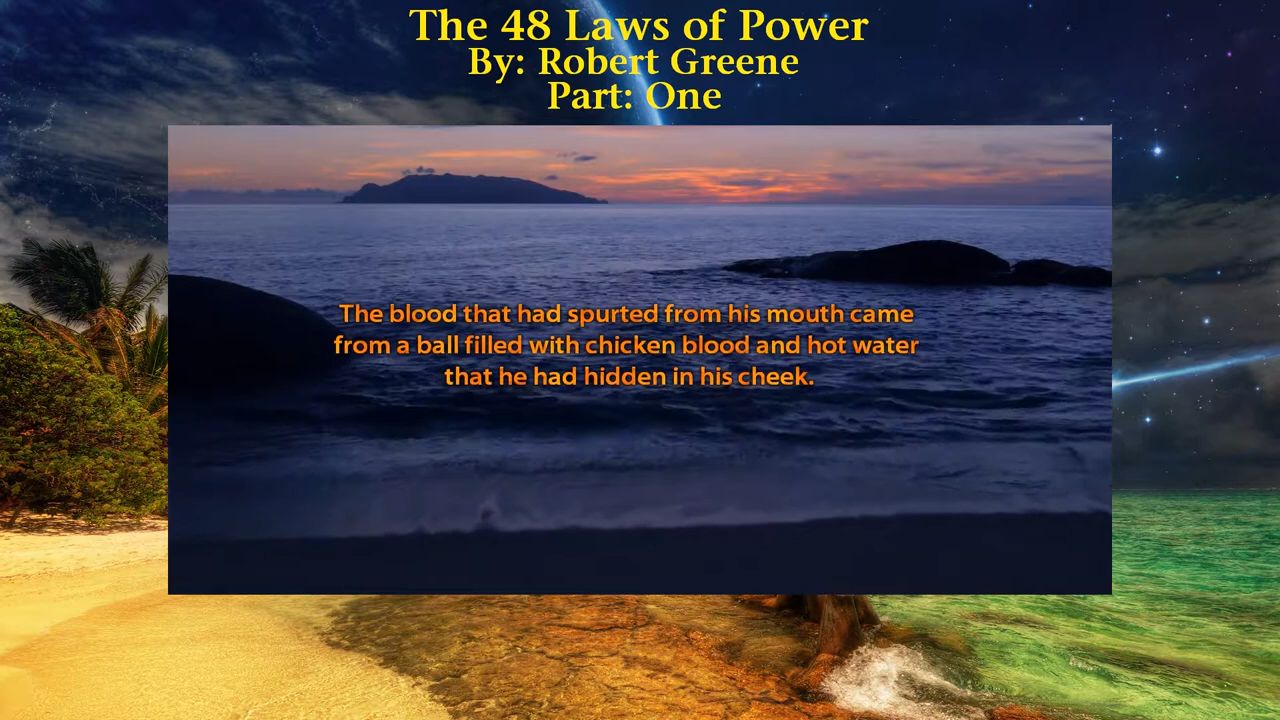 The 48 Laws of Power
By: Robert Greene
Part: One
The blood that had spurted from his mouth came
from a ball filled with chicken blood and hot water
that he had hidden in his cheek.